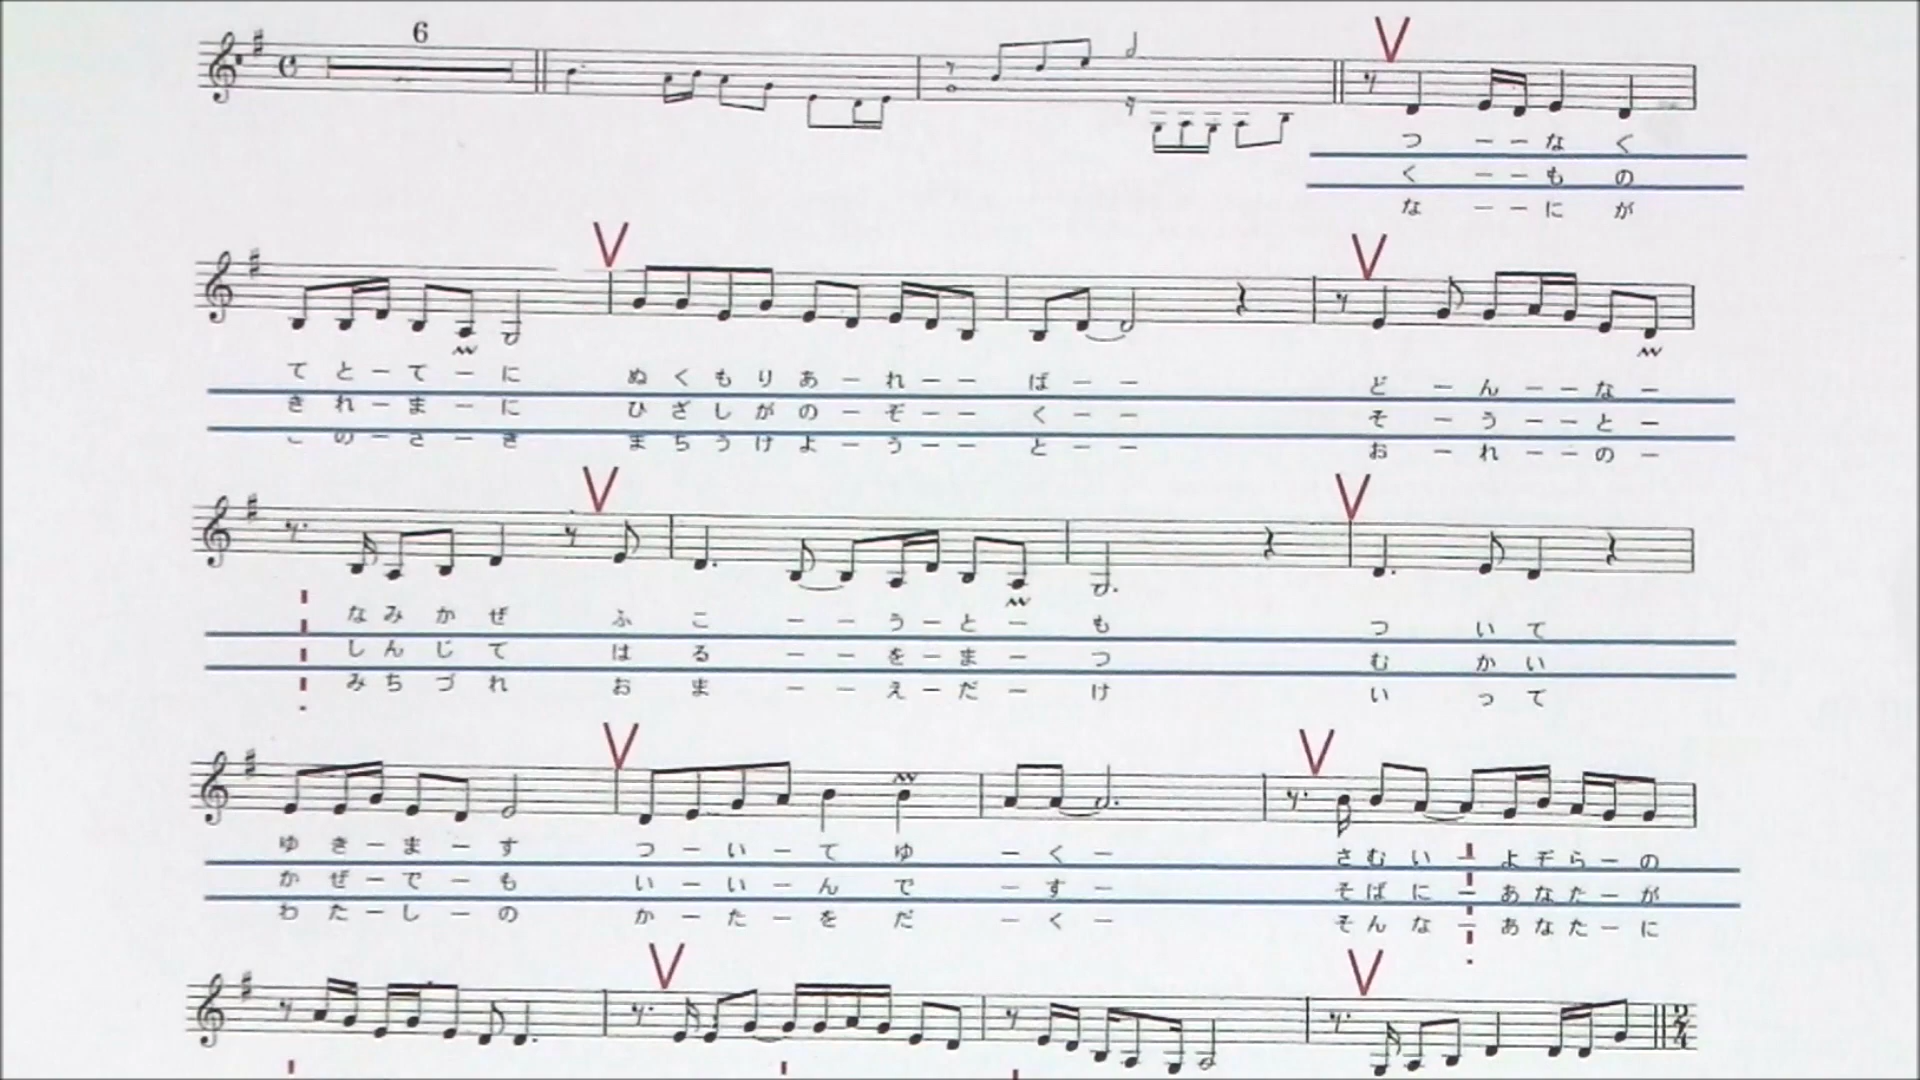 6
つ ー ー な く
く ー ー も の
な ー ー に が
て と ー て ー に ぬ く も り あ ー れ ー ー ば ー ー ど ー ん ー ー な ー
き れ ー ま ー に ひ ざ し が の ー ぞ ー ー く ー ー そ ー う ー ー と ー
こ の ー さ ー き ま ち う け よ ー う ー ー と ー ー お ー れ ー ー の ー
な み か ぜ ふ こ ー ー う ー と ー も つ い て
し ん じ て は る ー ー を ー ま ー つ む か い
み ち づ れ お ま ー ー え ー だ ー け い っ て
ゆ き ー ま ー す つ ー い ー て ゆ ー く ー さ む い ー よ ぞ ら ー の
か ぜ ー で ー も い ー い ー ん で ー す ー そ ば に ー あ な た ー が
わ た ー し ー の か ー た ー を だ ー く ー そ ん な ー あ な た ー に
2/4